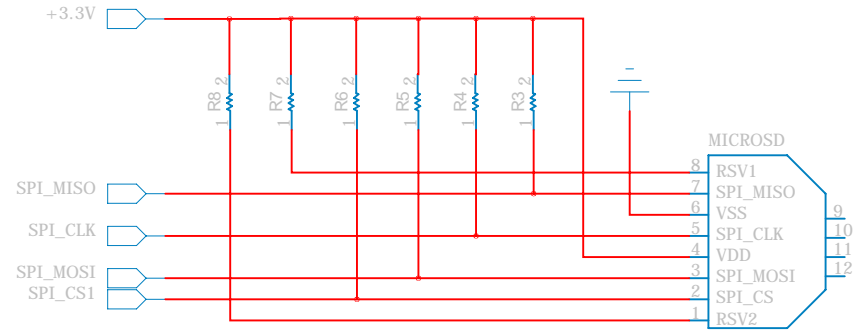 +3.3V
R8 1 2
R7 1 2
R6 1 2
R5 1 2
R4 1 2
R3 1 2
MICROSD
8 RSV1
SPI_MISO
7 SPI_MISO
6 VSS
9
SPI_CLK
5 SPI_CLK
10
4 VDD
11
SPI_MOSI
3 SPI_MOSI
12
SPI_CS1
2 SPI_CS
1 RSV2